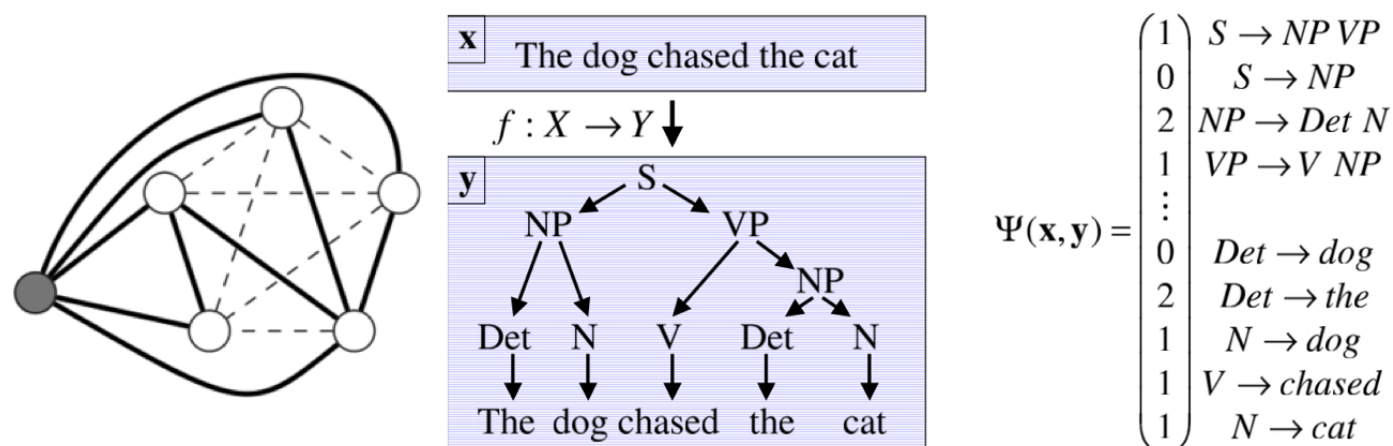 x
The dog chased the cat
f : X → Y
y
S
NP VP
NP
Det N V Det N
The dog chased the cat
Ψ(x,y) =
1 S → NP VP
0 S → NP
2 NP → Det N
1 VP → V NP
⋮
0 Det → dog
2 Det → the
1 N → dog
1 V → chased
1 N → cat